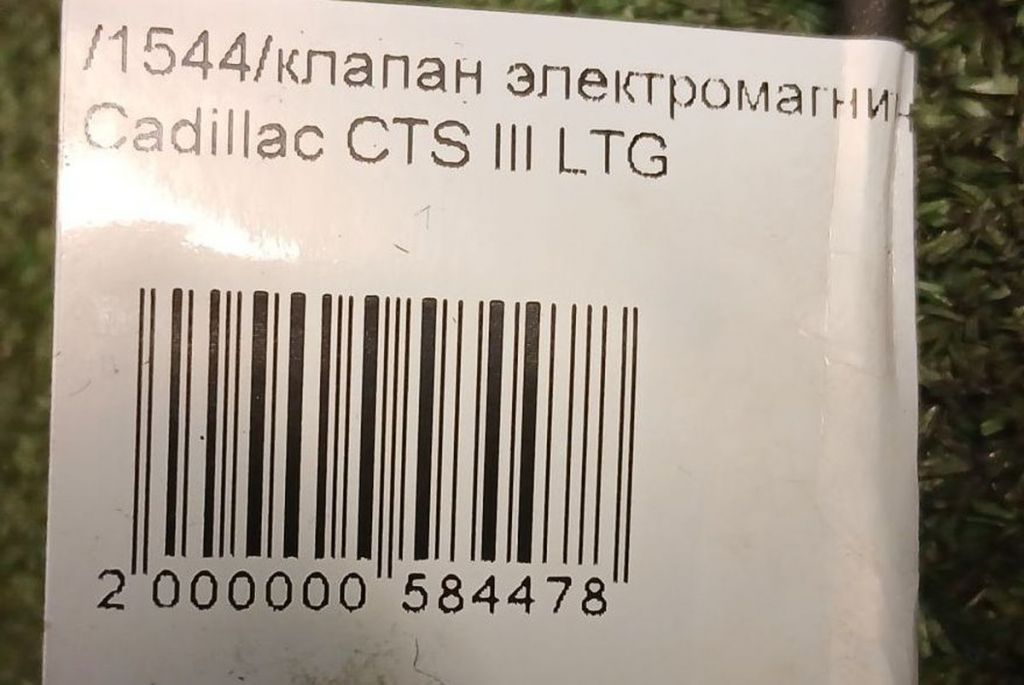 /1544/клапан электромагни
Cadillac CTS III LTG
2 000000 584478